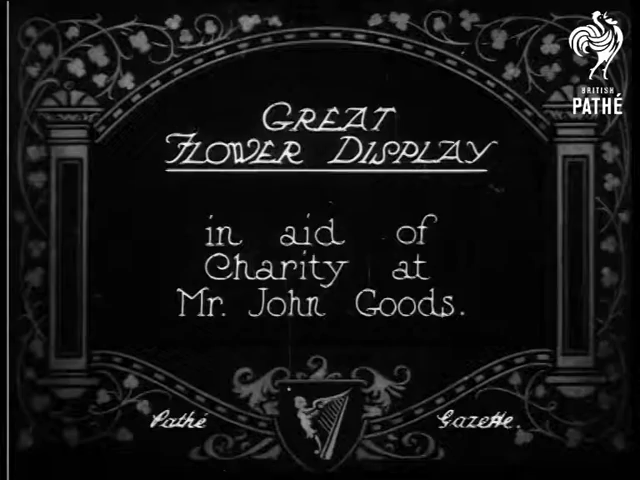 BRITISH
PATHÉ
GREAT
FLOWER DISPLAY
in aid of
Charity at
Mr. John Goods.
Pathé
Gazette.